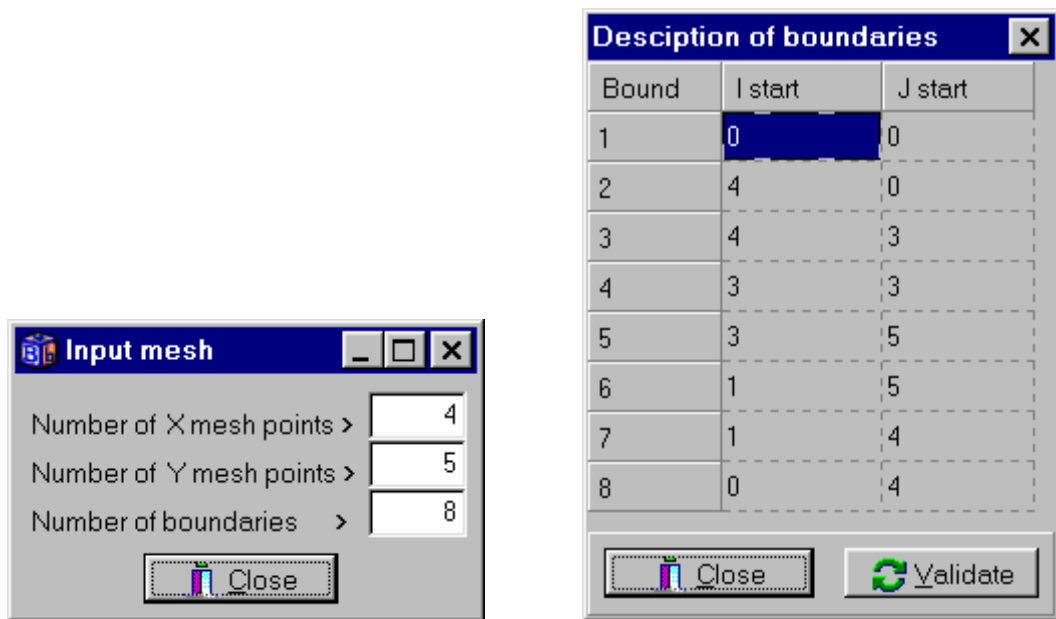 Input mesh
Number of X mesh points > 4
Number of Y mesh points > 5
Number of boundaries > 8
Close
Desciption of boundaries
Bound I start J start
1 0 0
2 4 0
3 4 3
4 3 3
5 3 5
6 1 5
7 1 4
8 0 4
Close Validate